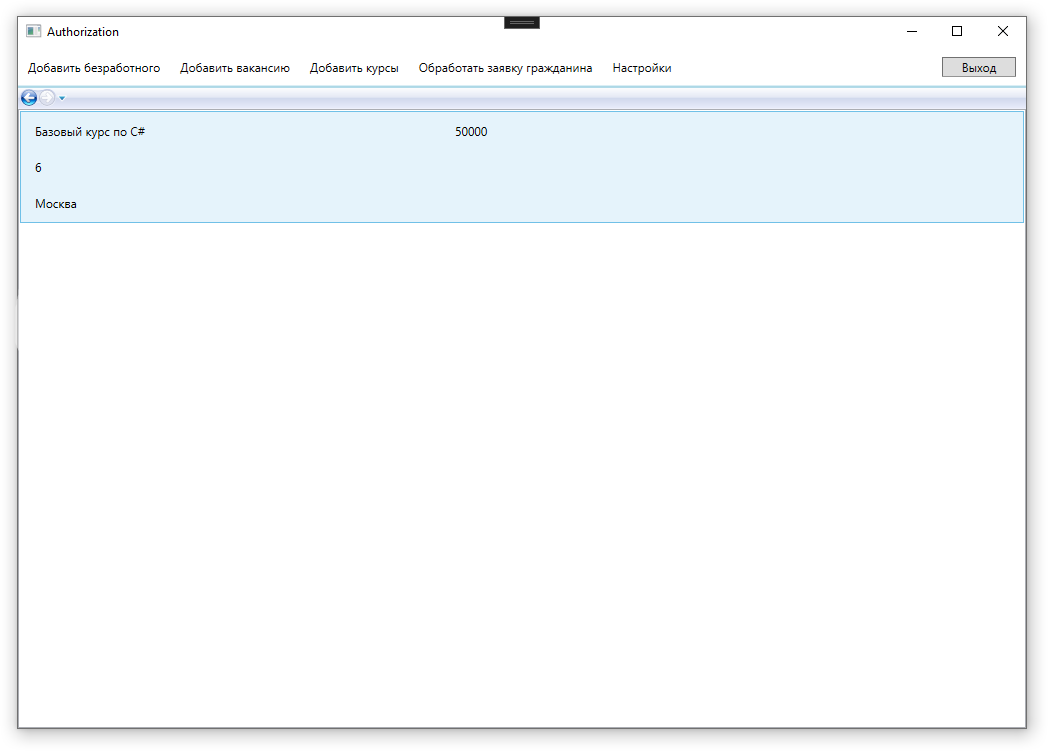 Authorization
Добавить безработного Добавить вакансию Добавить курсы Обработать заявку гражданина Настройки Выход
Базовый курс по C# 50000
6
Москва